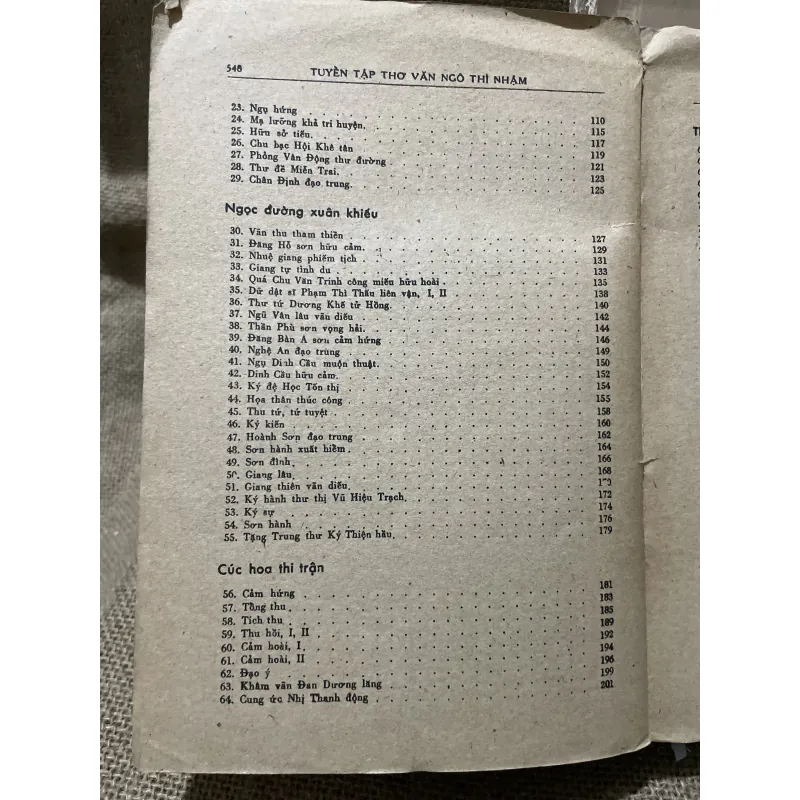 548 TUYỂN TẬP THƠ VĂN NGÔ THÌ NHẬM
23. Ngụ hứng 110
24. Mạ lưỡng khả tri huyện. 115
25. Hữu sở tiếu. 117
26. Chu bạc Hội Khê tân 119
27. Phỏng Vân Động thư đường 121
28. Thư đề Miễn Trai. 123
29. Chân Định đạo trung. 125
Ngọc đường xuân khiếu
30. Văn thu tham thiền 127
31. Đăng Hồ sơn hữu cảm. 129
32. Nhuệ giang phiếm tịch 131
33. Giang tự tình du 133
34. Quá Chu Văn Trinh công miếu hữu hoài 135
35. Dữ dật sĩ Phạm Thì Thấu liên vận, I, II 138
36. Thư tứ Dương Khê tử Hồng. 140
37. Ngũ Vân lâu vãn diếu 142
38. Thần Phù sơn vọng hải. 144
39. Đăng Bàn A sơn cảm hứng 146
40. Nghệ An đạo trung 149
41. Ngụ Dinh Cầu muộn thuật. 150
42. Dinh Cầu hữu cảm. 152
43. Ký đệ Học Tốn thị 154
44. Họa thân thúc công 155
45. Thu tứ, tứ tuyệt 158
46. Kỷ kiến 160
47. Hoành Sơn đạo trung 162
48. Sơn hành xuất hiểm. 164
49. Sơn đình 166
50. Giang lâu 168
51. Giang thiên vãn diếu
52. Ký hành thư thị Vũ Hiệu Trạch. 172
53. Ký sự 174
54. Sơn hành 176
55. Tặng Trung thư Ký Thiện hầu. 179
Cúc hoa thi trận
56. Cảm hứng 181
57. Tống thu 183
58. Tích thu 185
59. Thu hồi, I, II 189
60. Cảm hoài, I 192
61. Cảm hoài, II 194
62. Đạo ý 196
63. Khâm vãn Đan Dương lăng 199
64. Cung ức Nhị Thanh động 201